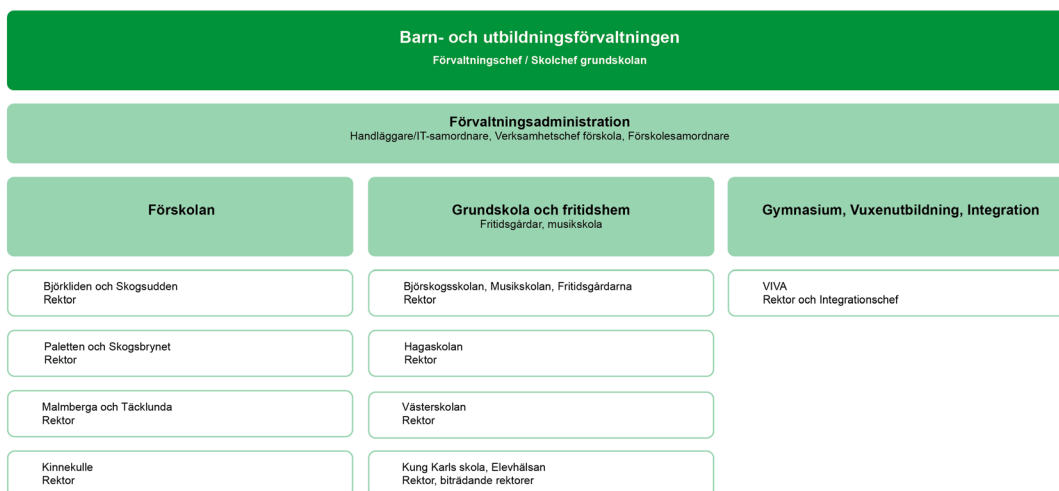 Barn- och utbildningsförvaltningen
Förvaltningschef / Skolchef grundskolan
Förvaltningsadministration
Handläggare/IT-samordnare, Verksamhetschef förskola, Förskolesamordnare
Förskolan
Björkliden och Skogsudden
Rektor
Paletten och Skogsbrynet
Rektor
Malmberga och Täcklunda
Rektor
Kinnekulle
Rektor
Grundskola och fritidshem
Fritidsgårdar, musikskola
Björskogsskolan, Musikskolan, Fritidsgårdarna
Rektor
Hagaskolan
Rektor
Västerskolan
Rektor
Kung Karls skola, Elevhälsan
Rektor, biträdande rektorer
Gymnasium, Vuxenutbildning, Integration
VIVA
Rektor och Integrationschef